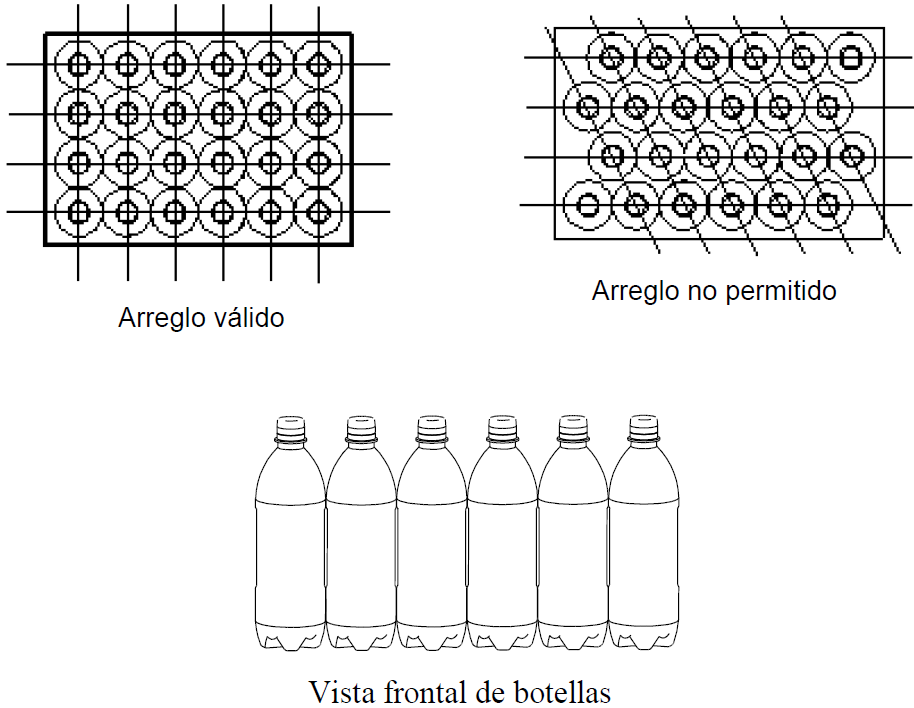 Arreglo válido
Arreglo no permitido
Vista frontal de botellas